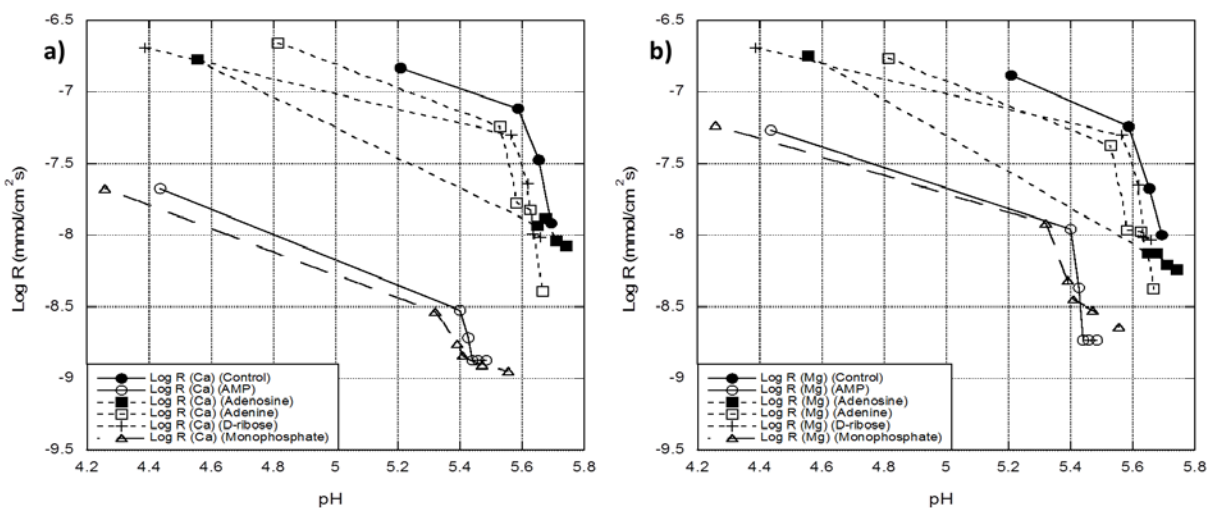 a)
-6.5
-7
-7.5
-8
-8.5
-9
-9.5
Log R (mmol/cm²s)
Log R (Ca) (Control)
Log R (Ca) (AMP)
Log R (Ca) (Adenosine)
Log R (Ca) (Adenine)
Log R (Ca) (D-ribose)
Log R (Ca) (Monophosphate)
4.2 4.4 4.6 4.8 5 5.2 5.4 5.6 5.8
pH
b)
-6.5
-7
-7.5
-8
-8.5
-9
-9.5
Log R (mmol/cm²s)
Log R (Mg) (Control)
Log R (Mg) (AMP)
Log R (Mg) (Adenosine)
Log R (Mg) (Adenine)
Log R (Mg) (D-ribose)
Log R (Mg) (Monophosphate)
4.2 4.4 4.6 4.8 5 5.2 5.4 5.6 5.8
pH